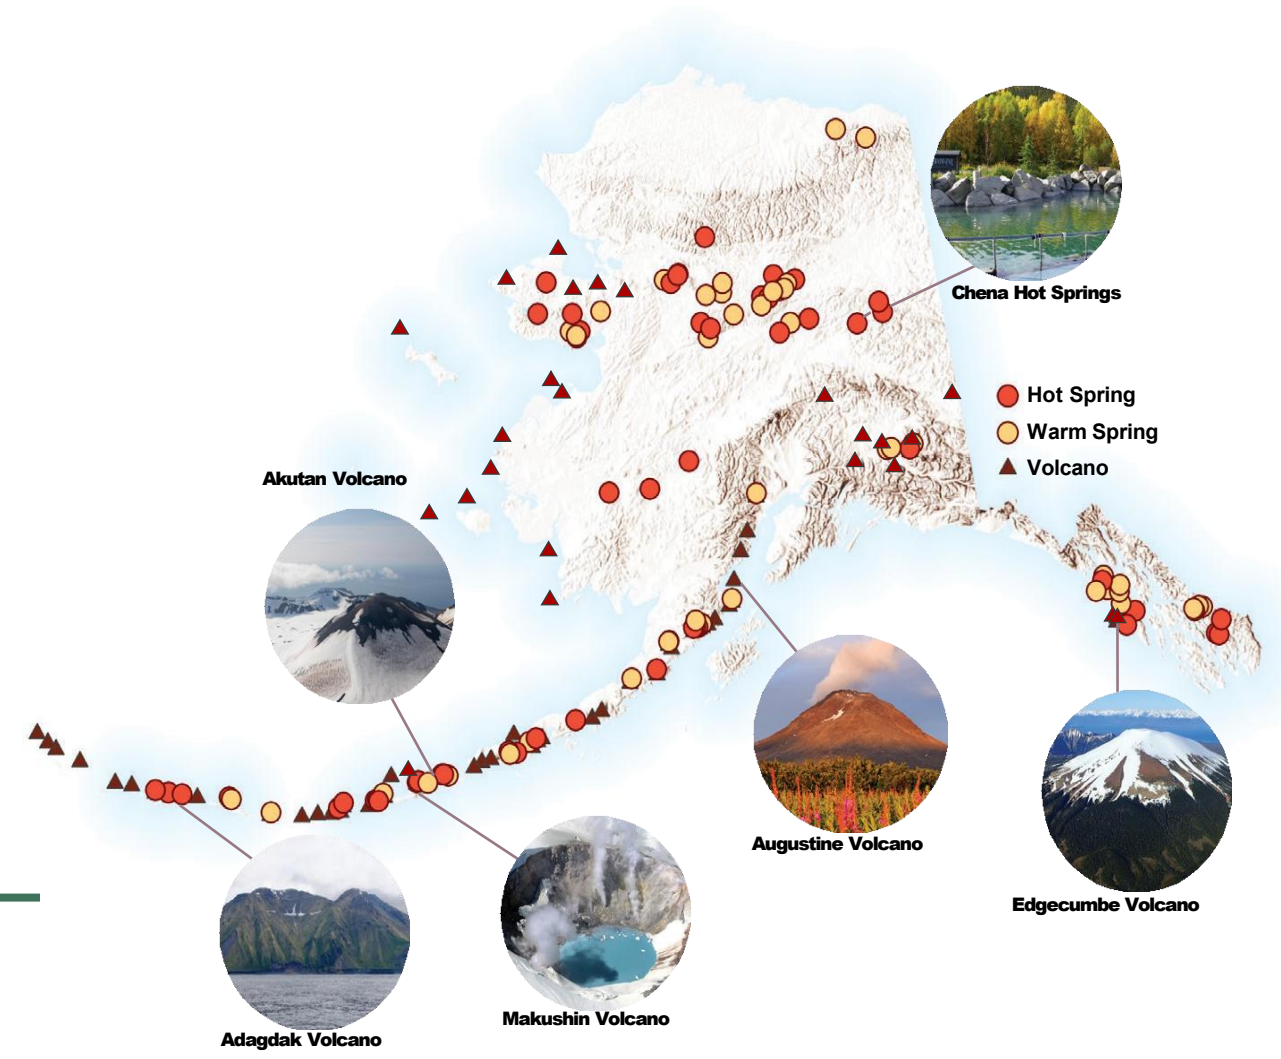 Chena Hot Springs
Hot Spring
Warm Spring
Volcano
Akutan Volcano
Augustine Volcano
Edgecumbe Volcano
Makushin Volcano
Adagdak Volcano